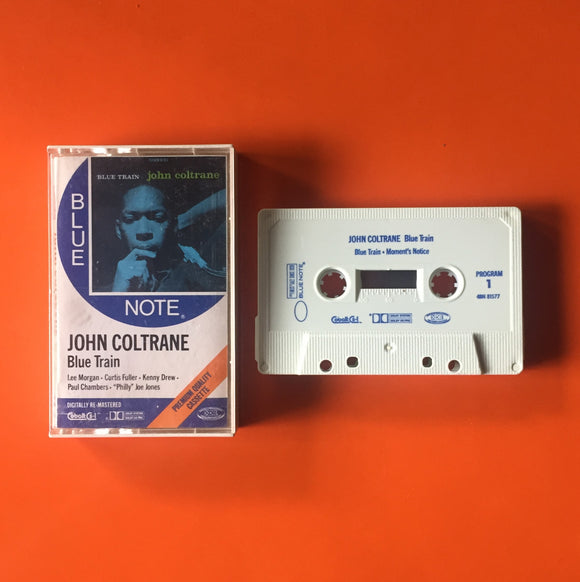 BLUE TRAIN john coltrane
BLUE
NOTE®
JOHN COLTRANE
Blue Train
Lee Morgan • Curtis Fuller • Kenny Drew •
Paul Chambers • "Philly" Joe Jones
DIGITALLY RE-MASTERED
PREMIUM QUALITY
CASSETTE
JOHN COLTRANE Blue Train
Blue Train • Moment's Notice
BLUE NOTE
PROGRAM
1
4BN 81577